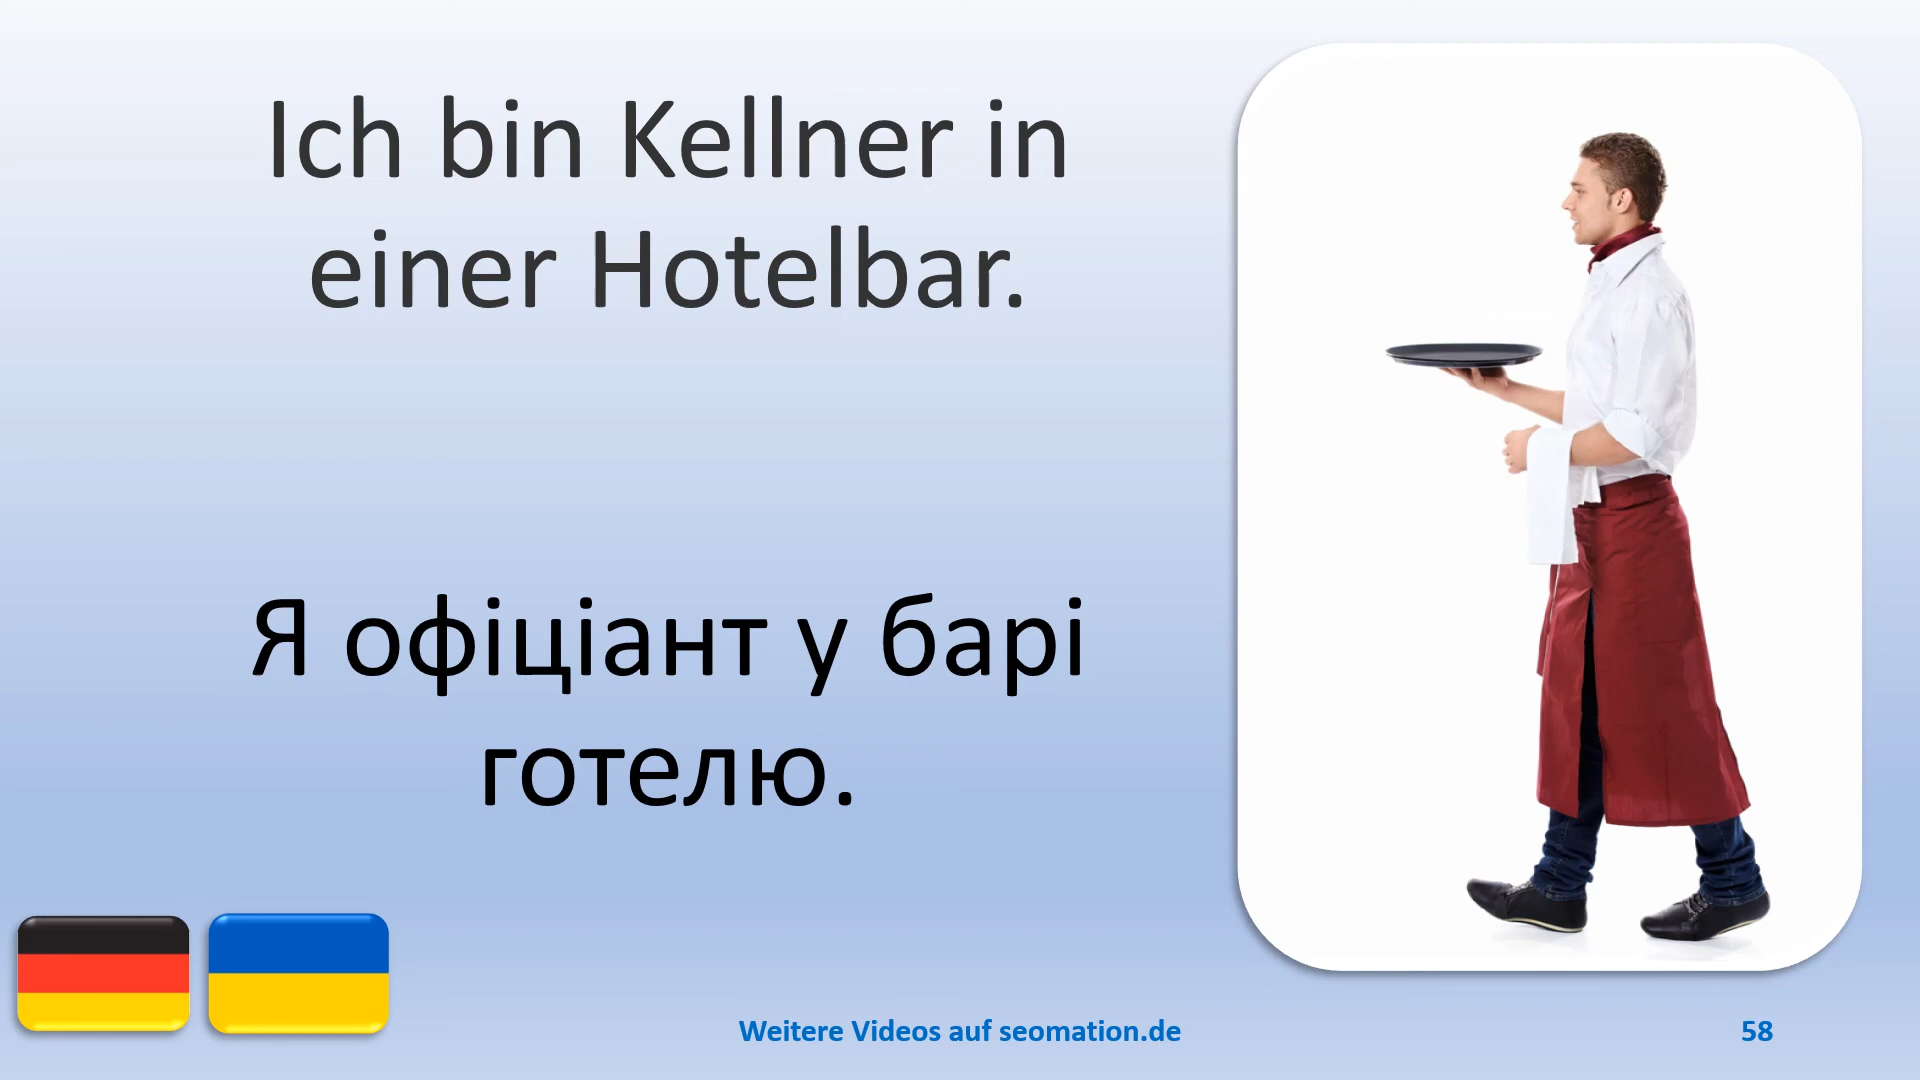 Ich bin Kellner in
einer Hotelbar.
Я офіціант у барі
готелю.
Weitere Videos auf seomation.de
58